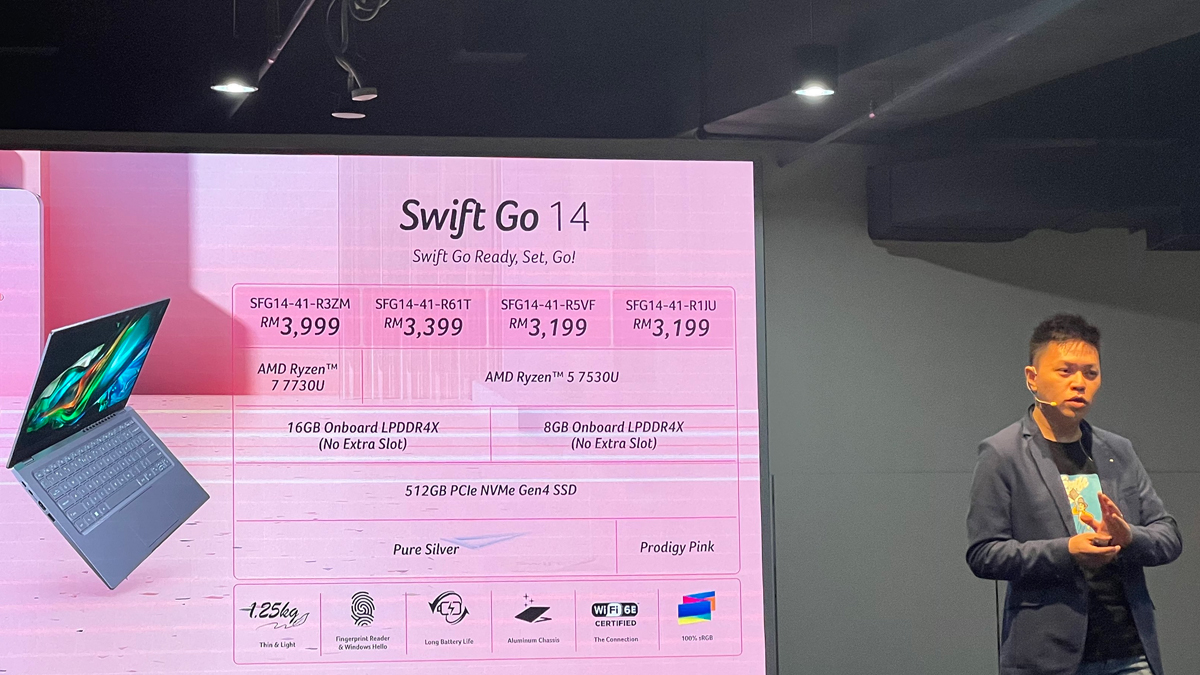 Swift Go 14
Swift Go Ready, Set, Go!
SFG14-41-R3ZM SFG14-41-R61T SFG14-41-R5VF SFG14-41-R1JU
RM3,999 RM3,399 RM3,199 RM3,199
AMD Ryzen™
7 7730U
AMD Ryzen™ 5 7530U
16GB Onboard LPDDR4X
(No Extra Slot)
8GB Onboard LPDDR4X
(No Extra Slot)
512GB PCIe NVMe Gen4 SSD
Pure Silver Prodigy Pink
1.25kg
Thin & Light
Fingerprint Reader
& Windows Hello
Long Battery Life
Aluminum Chassis
WiFi 6E
CERTIFIED
The Connection
100% sRGB